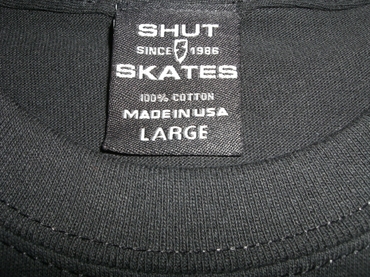 SHUT
SINCE 1986
SKATES
100% COTTON
MADE IN USA
LARGE